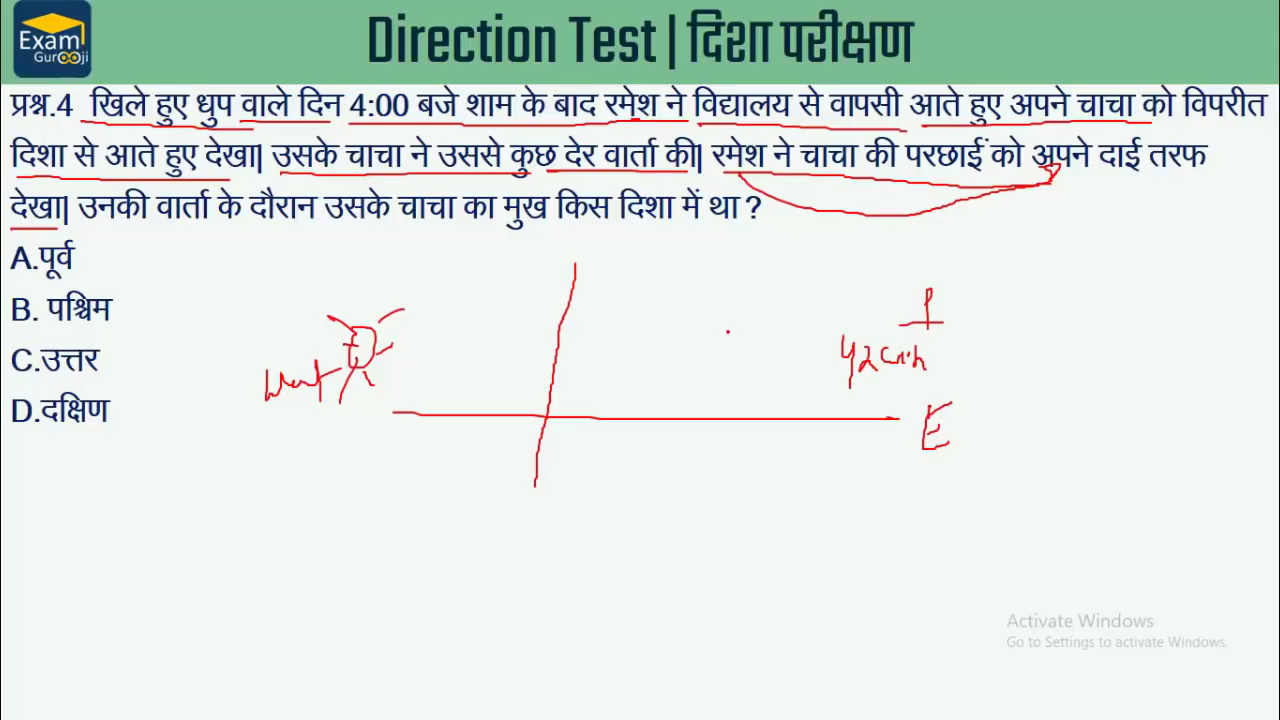 Exam
Gurooji
Direction Test | दिशा परीक्षण
प्रश्न.4 खिले हुए धुप वाले दिन 4:00 बजे शाम के बाद रमेश ने विद्यालय से वापसी आते हुए अपने चाचा को विपरीत
दिशा से आते हुए देखा| उसके चाचा ने उससे कुछ देर वार्ता की| रमेश ने चाचा की परछाई को अपने दाई तरफ
देखा| उनकी वार्ता के दौरान उसके चाचा का मुख किस दिशा में था ?
A.पूर्व
B. पश्चिम
C.उत्तर
D.दक्षिण
E
Activate Windows
Go to Settings to activate Windows.